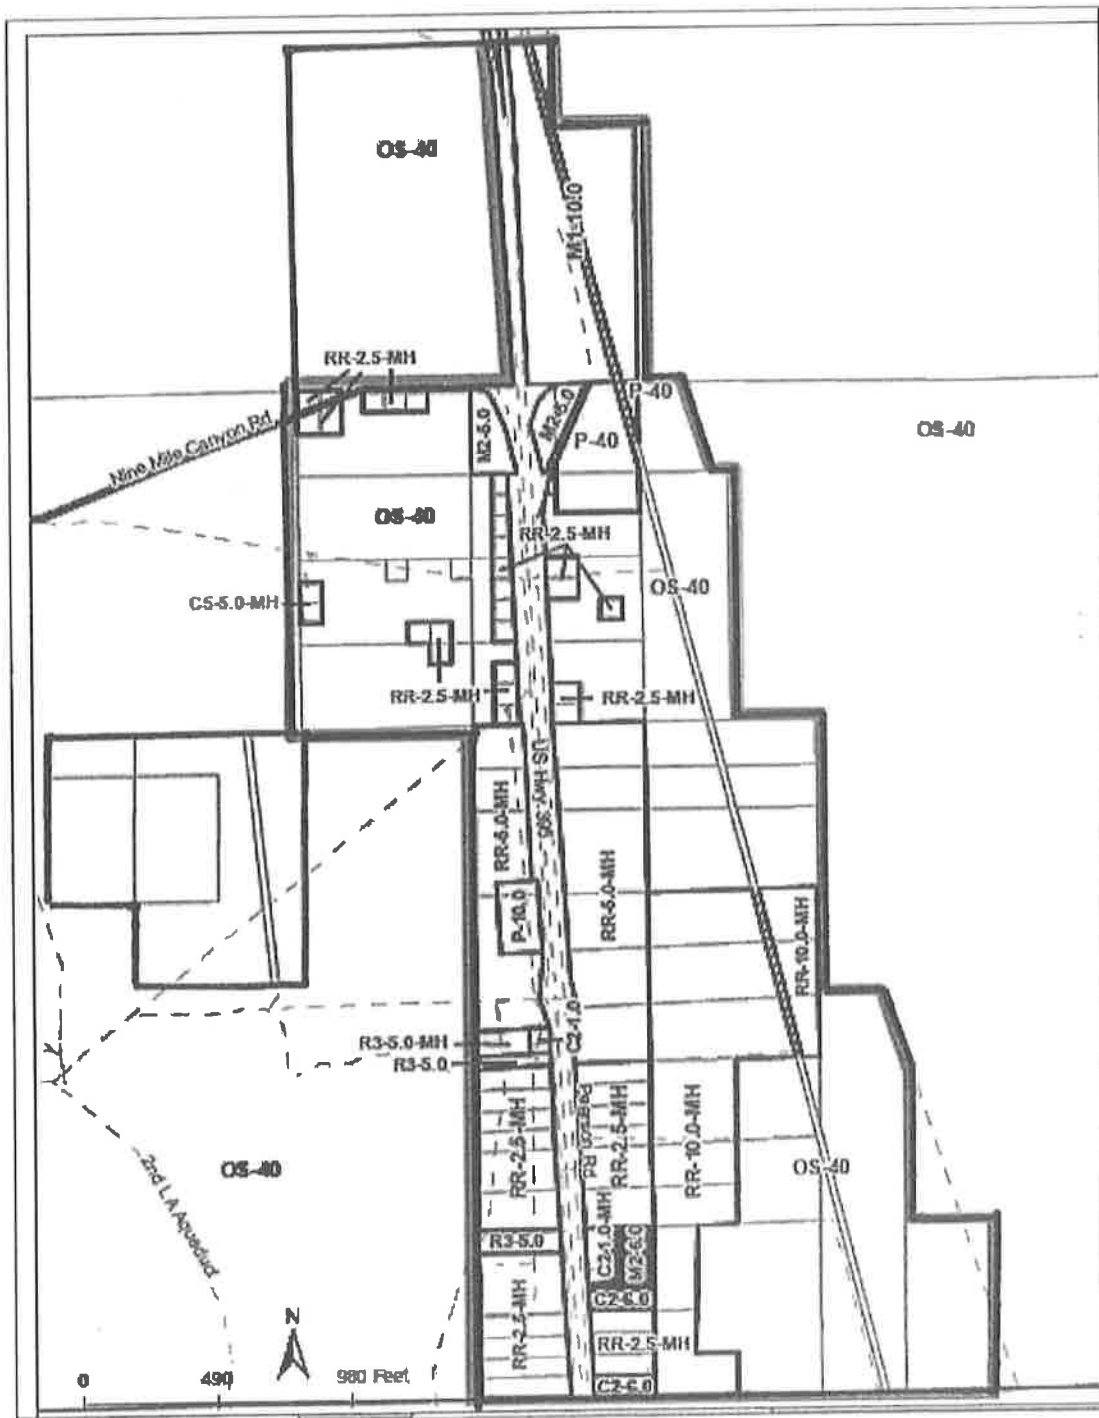 OS-40
M1-10.0
RR-2.5-MH
P-40
M2-5.0
M2-5.0
OS-40
Nine Mile Canyon Rd
P-40
OS-40
RR-2.5-MH
OS-40
C5-5.0-MH
RR-2.5-MH
RR-2.5-MH
US Hwy. 395
RR-5.0-MH
RR-5.0-MH
P-10.0
RR-10.0-MH
C2-1.0
R3-5.0-MH
R3-5.0
Pearson Rd
RR-2.5-MH
RR-2.5-MH
RR-10.0-MH
OS-40
OS-40
2nd L A Aqueduct
R3-5.0
C2-1.0-MH
M2-5.0
C2-5.0
RR-2.5-MH
RR-2.5-MH
C2-5.0
N
0 490 980 Feet